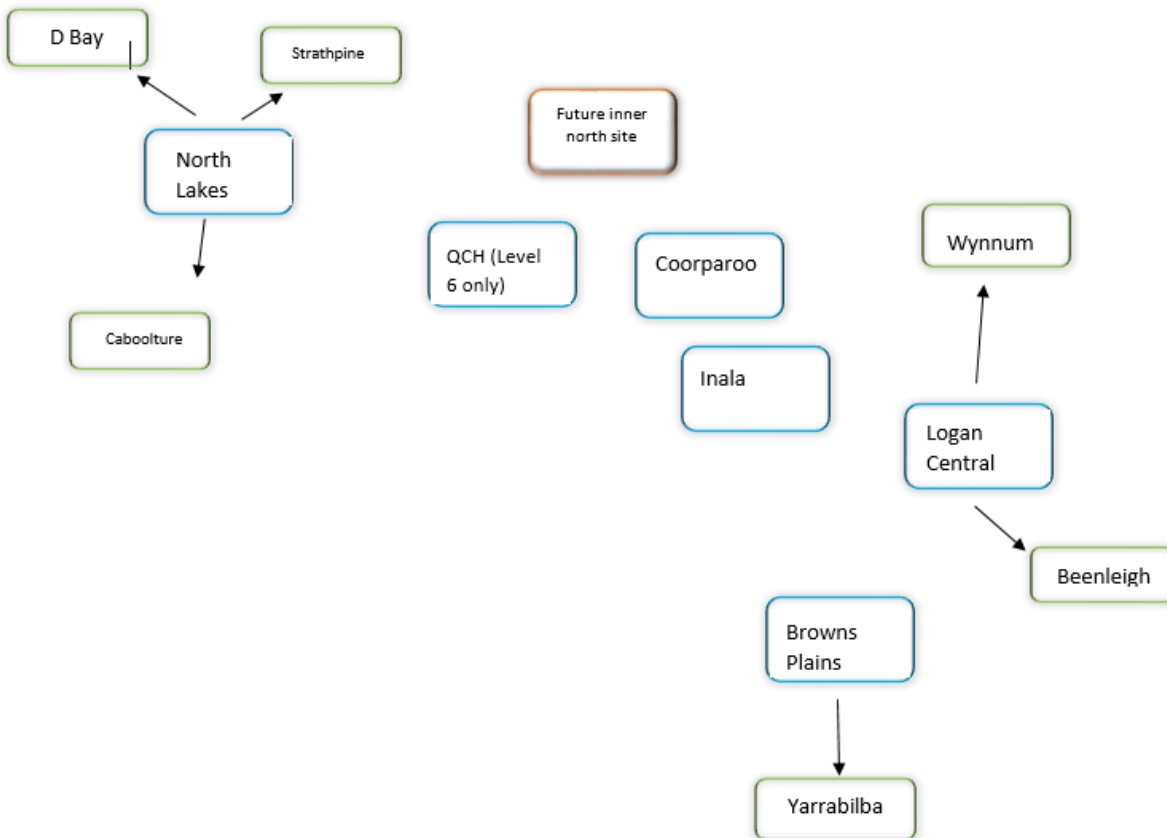 D Bay
Strathpine
Future inner
north site
North
Lakes
QCH (Level
6 only)
Coorparoo
Wynnum
Caboolture
Inala
Logan
Central
Beenleigh
Browns
Plains
Yarrabilba